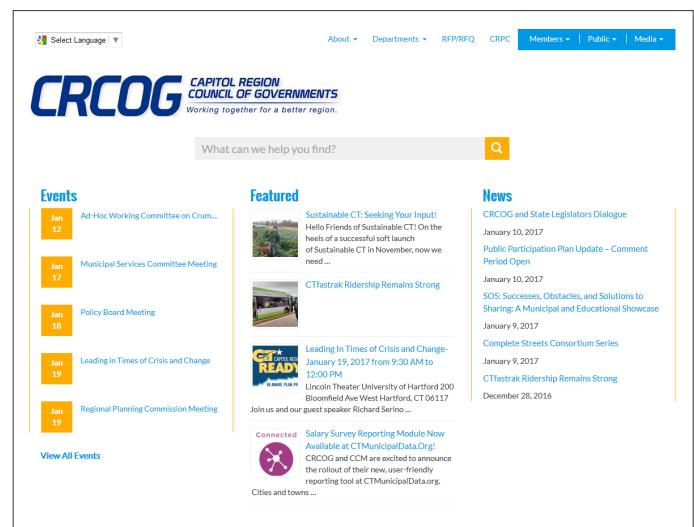 Select Language ▼
About Departments RFP/RFQ CRPC Members Public Media
CRCOG
CAPITOL REGION
COUNCIL OF GOVERNMENTS
Working together for a better region.
What can we help you find?
Events
Jan
12
Ad-Hoc Working Committee on Crum...
Jan
17
Municipal Services Committee Meeting
Jan
18
Policy Board Meeting
Jan
19
Leading in Times of Crisis and Change
Jan
19
Regional Planning Commission Meeting
View All Events
Featured
Sustainable CT: Seeking Your Input!
Hello Friends of Sustainable CT! On the
heels of a successful soft launch
of Sustainable CT in November, now we
need ...
CTfastrak Ridership Remains Strong
CAPITOL REG
READY
BE AWARE. PLAN. PR
Leading In Times of Crisis and Change-
January 19, 2017 from 9:30 AM to
12:00 PM
Lincoln Theater University of Hartford 200
Bloomfield Ave West Hartford, CT 06117
Join us and our guest speaker Richard Serino ...
Connected
Salary Survey Reporting Module Now
Available at CTMunicipalData.Org!
CRCOG and CCM are excited to announce
the rollout of their new, user-friendly
reporting tool at CTMunicipalData.org.
Cities and towns ...
News
CRCOG and State Legislators Dialogue
January 10, 2017
Public Participation Plan Update – Comment
Period Open
January 10, 2017
SOS: Successes, Obstacles, and Solutions to
Sharing: A Municipal and Educational Showcase
January 9, 2017
Complete Streets Consortium Series
January 9, 2017
CTfastrak Ridership Remains Strong
December 28, 2016